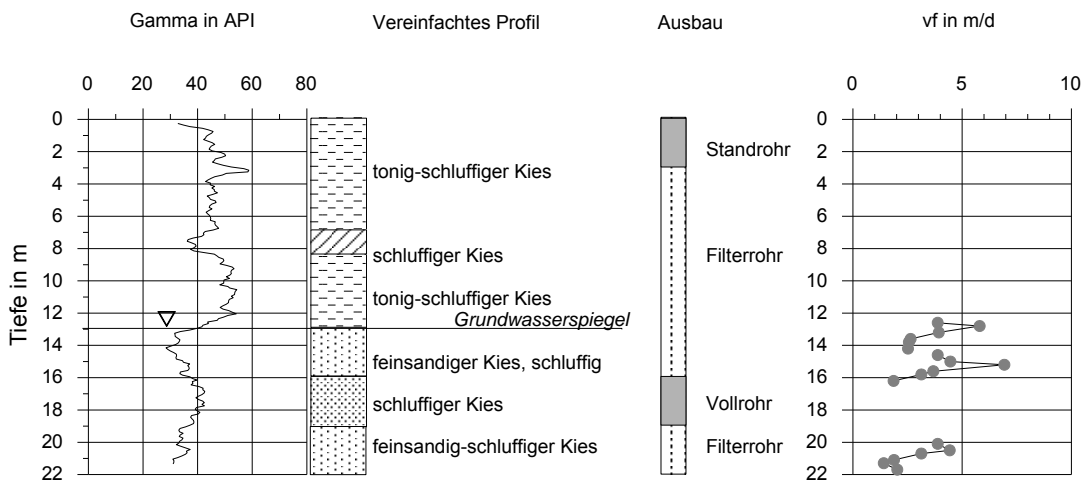 Gamma in API Vereinfachtes Profil Ausbau vf in m/d
0 20 40 60 80 0 5 10
0 0
Standrohr
2 2
tonig-schluffiger Kies
4 4
6 6
8 8
schluffiger Kies Filterrohr
10 10
tonig-schluffiger Kies
12 12
Grundwasserspiegel
14 14
feinsandiger Kies, schluffig
16 16
schluffiger Kies Vollrohr
18 18
20 20
feinsandig-schluffiger Kies Filterrohr
22 22
Tiefe in m